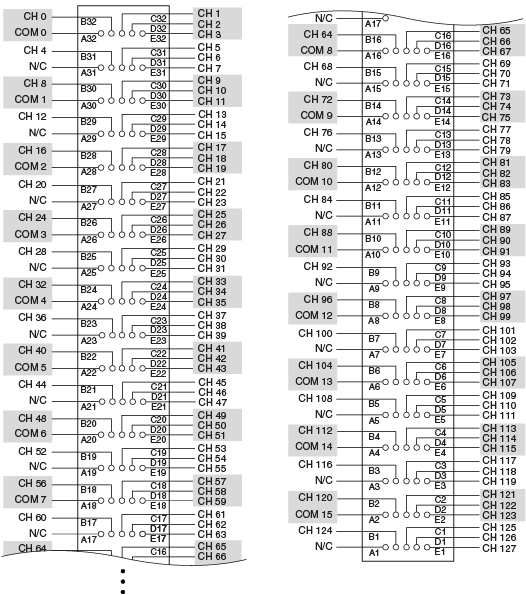 CH 0 B32 C32 CH 1
D32 CH 2
COM 0 A32 E32 CH 3
CH 4 B31 C31 CH 5
D31 CH 6
N/C A31 E31 CH 7
CH 8 B30 C30 CH 9
D30 CH 10
COM 1 A30 E30 CH 11
CH 12 B29 C29 CH 13
D29 CH 14
N/C A29 E29 CH 15
CH 16 B28 C28 CH 17
D28 CH 18
COM 2 A28 E28 CH 19
CH 20 B27 C27 CH 21
D27 CH 22
N/C A27 E27 CH 23
CH 24 B26 C26 CH 25
D26 CH 26
COM 3 A26 E26 CH 27
CH 28 B25 C25 CH 29
D25 CH 30
N/C A25 E25 CH 31
CH 32 B24 C24 CH 33
D24 CH 34
COM 4 A24 E24 CH 35
CH 36 B23 C23 CH 37
D23 CH 38
N/C A23 E23 CH 39
CH 40 B22 C22 CH 41
D22 CH 42
COM 5 A22 E22 CH 43
CH 44 B21 C21 CH 45
D21 CH 46
N/C A21 E21 CH 47
CH 48 B20 C20 CH 49
D20 CH 50
COM 6 A20 E20 CH 51
CH 52 B19 C19 CH 53
D19 CH 54
N/C A19 E19 CH 55
CH 56 B18 C18 CH 57
D18 CH 58
COM 7 A18 E18 CH 59
CH 60 B17 C17 CH 61
D17 CH 62
N/C A17 E17 CH 63
CH 64 C16 CH 65
CH 66
N/C A17
CH 64 B16 C16 CH 65
D16 CH 66
COM 8 A16 E16 CH 67
CH 68 B15 C15 CH 69
D15 CH 70
N/C A15 E15 CH 71
CH 72 B14 C14 CH 73
D14 CH 74
COM 9 A14 E14 CH 75
CH 76 B13 C13 CH 77
D13 CH 78
N/C A13 E13 CH 79
CH 80 B12 C12 CH 81
D12 CH 82
COM 10 A12 E12 CH 83
CH 84 B11 C11 CH 85
D11 CH 86
N/C A11 E11 CH 87
CH 88 B10 C10 CH 89
D10 CH 90
COM 11 A10 E10 CH 91
CH 92 B9 C9 CH 93
D9 CH 94
N/C A9 E9 CH 95
CH 96 B8 C8 CH 97
D8 CH 98
COM 12 A8 E8 CH 99
CH 100 B7 C7 CH 101
D7 CH 102
N/C A7 E7 CH 103
CH 104 B6 C6 CH 105
D6 CH 106
COM 13 A6 E6 CH 107
CH 108 B5 C5 CH 109
D5 CH 110
N/C A5 E5 CH 111
CH 112 B4 C4 CH 113
D4 CH 114
COM 14 A4 E4 CH 115
CH 116 B3 C3 CH 117
D3 CH 118
N/C A3 E3 CH 119
CH 120 B2 C2 CH 121
D2 CH 122
COM 15 A2 E2 CH 123
CH 124 B1 C1 CH 125
D1 CH 126
N/C A1 E1 CH 127